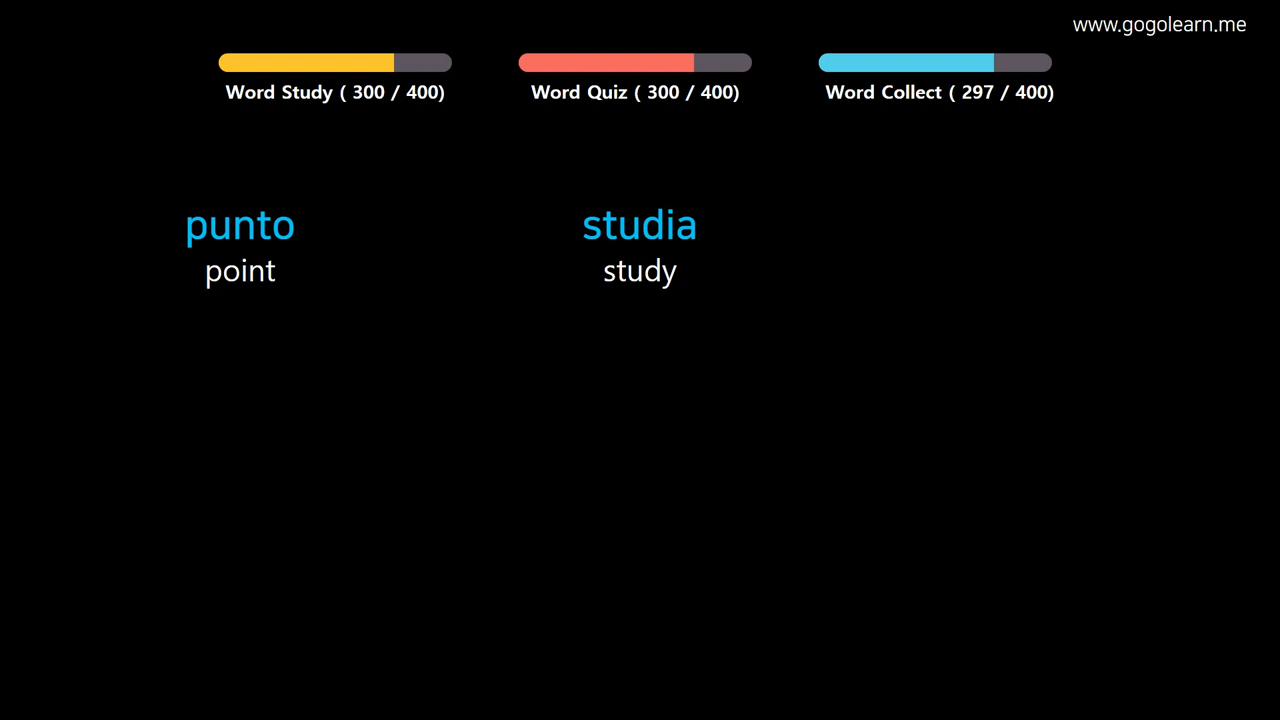 www.gogolearn.me
Word Study ( 300 / 400)
Word Quiz ( 300 / 400)
Word Collect ( 297 / 400)
punto
point
studia
study